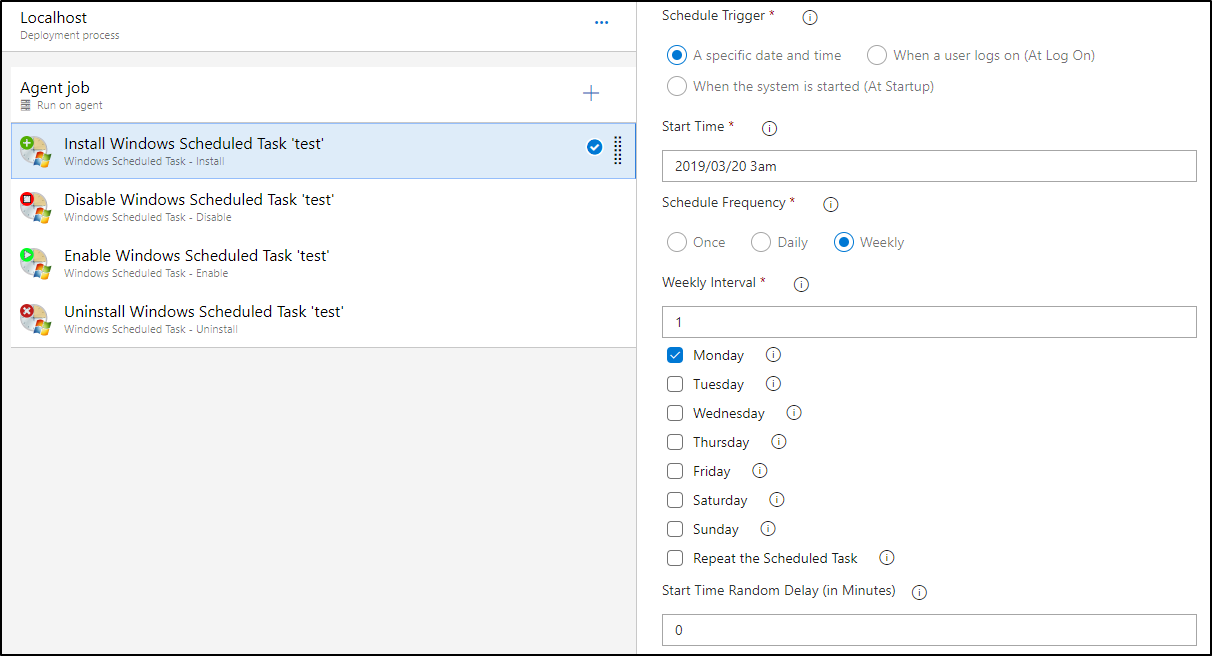 Localhost
Deployment process
Agent job
Run on agent
Install Windows Scheduled Task 'test'
Windows Scheduled Task - Install
Disable Windows Scheduled Task 'test'
Windows Scheduled Task - Disable
Enable Windows Scheduled Task 'test'
Windows Scheduled Task - Enable
Uninstall Windows Scheduled Task 'test'
Windows Scheduled Task - Uninstall
Schedule Trigger *
A specific date and time When a user logs on (At Log On)
When the system is started (At Startup)
Start Time *
2019/03/20 3am
Schedule Frequency *
Once Daily Weekly
Weekly Interval *
1
Monday
Tuesday
Wednesday
Thursday
Friday
Saturday
Sunday
Repeat the Scheduled Task
Start Time Random Delay (in Minutes)
0